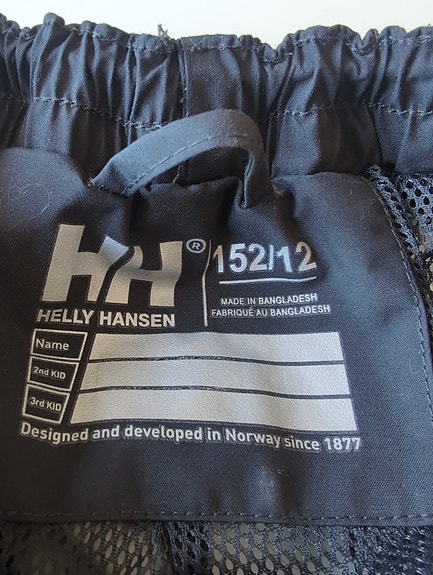 HH®
152/12
MADE IN BANGLADESH
FABRIQUÉ AU BANGLADESH
HELLY HANSEN
Name
2nd KID
3rd KID
Designed and developed in Norway since 1877